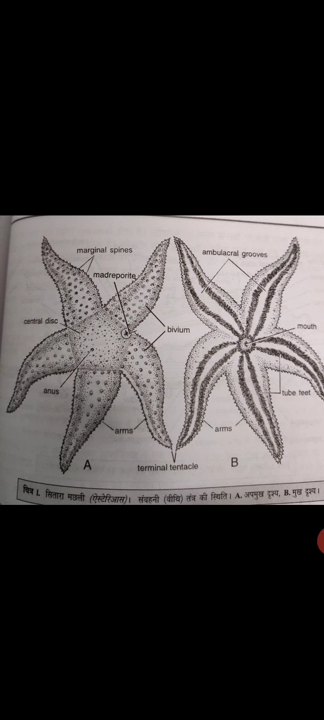 marginal spines
madreporite
central disc
bivium
anus
arms
A
terminal tentacle
ambulacral grooves
mouth
tube feet
arms
B
चित्र 1. सितारा मछली (ऐस्टेरिआस)। संवहनी (वीथि) तंत्र की स्थिति। A. अपमुख दृश्य, B. मुख दृश्य।